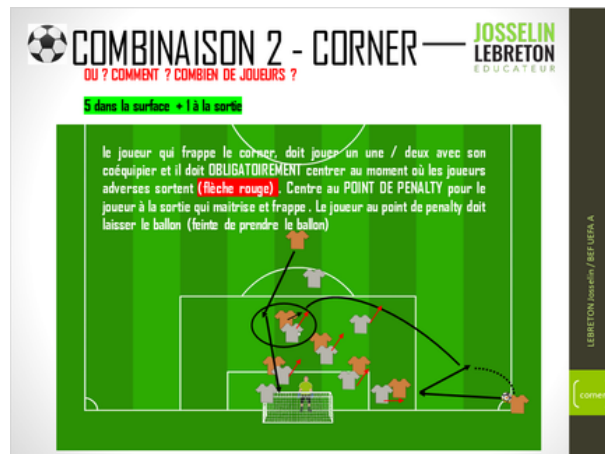 COMBINAISON 2 - CORNER
JOSSELIN
LEBRETON
EDUCATEUR
OU ? COMMENT ? COMBIEN DE JOUEURS ?
5 dans la surface + 1 à la sortie
le joueur qui frappe le corner, doit jouer un une / deux avec son
coéquipier et il doit OBLIGATOIREMENT centrer au moment où les joueurs
adverses sortent (flèche rouge) . Centre au POINT DE PENALTY pour le
joueur à la sortie qui maitrise et frappe . Le joueur au point de penalty doit
laisser le ballon (feinte de prendre le ballon)
LEBRETON Josselin / BEF UEFA A
corner